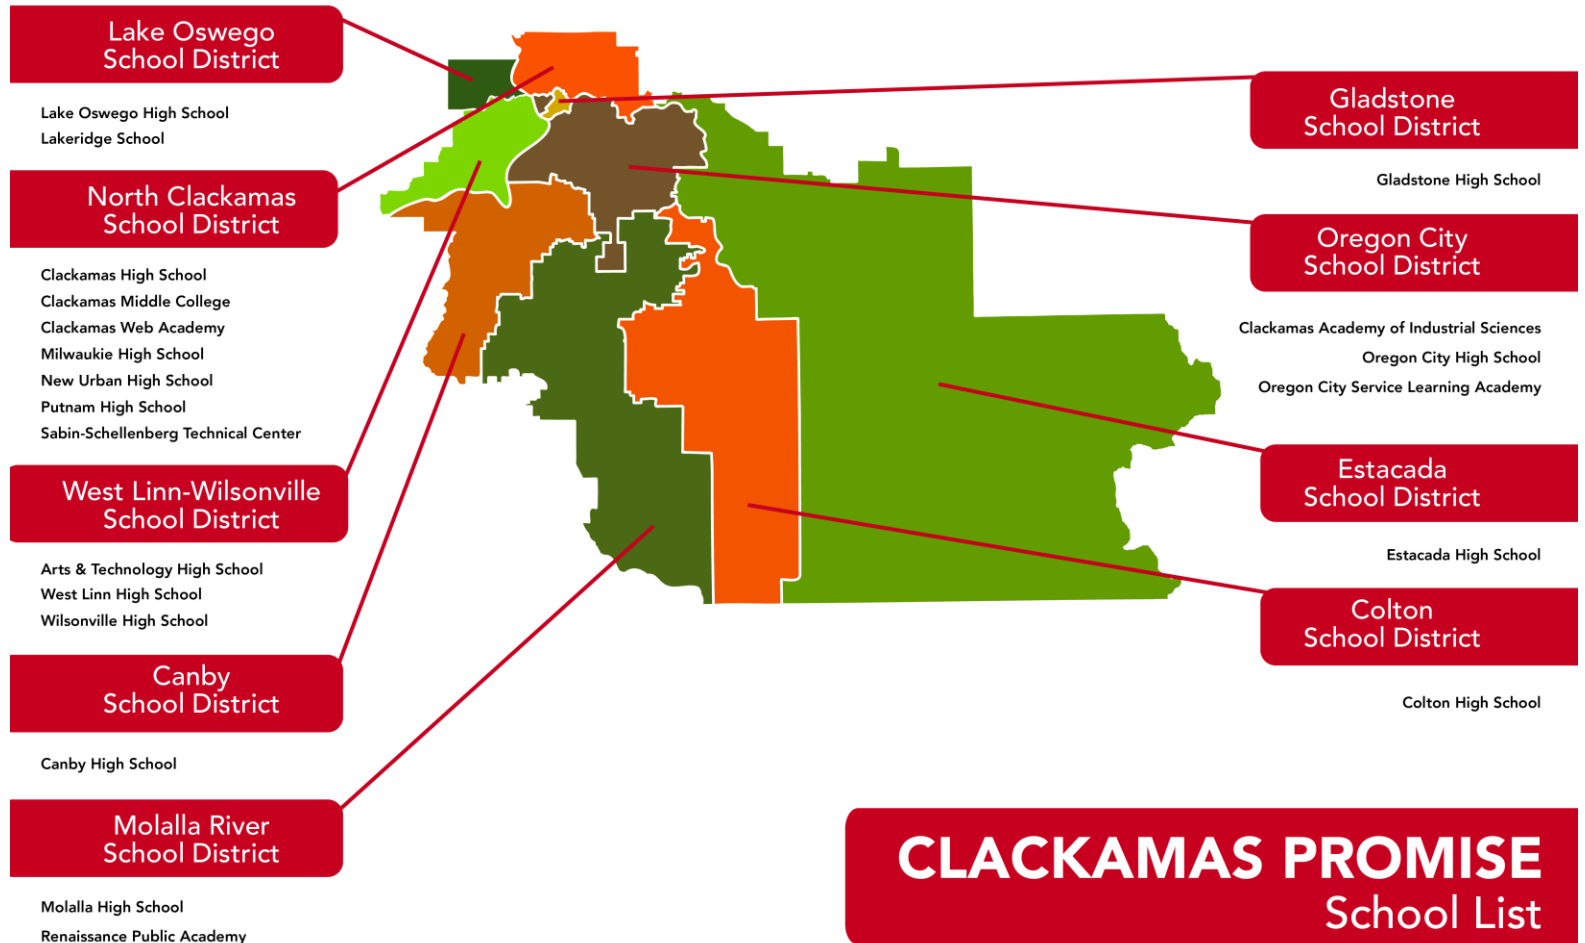 Lake Oswego
School District
Lake Oswego High School
Lakeridge School
North Clackamas
School District
Clackamas High School
Clackamas Middle College
Clackamas Web Academy
Milwaukie High School
New Urban High School
Putnam High School
Sabin-Schellenberg Technical Center
West Linn-Wilsonville
School District
Arts & Technology High School
West Linn High School
Wilsonville High School
Canby
School District
Canby High School
Molalla River
School District
Molalla High School
Renaissance Public Academy
Gladstone
School District
Gladstone High School
Oregon City
School District
Clackamas Academy of Industrial Sciences
Oregon City High School
Oregon City Service Learning Academy
Estacada
School District
Estacada High School
Colton
School District
Colton High School
CLACKAMAS PROMISE
School List